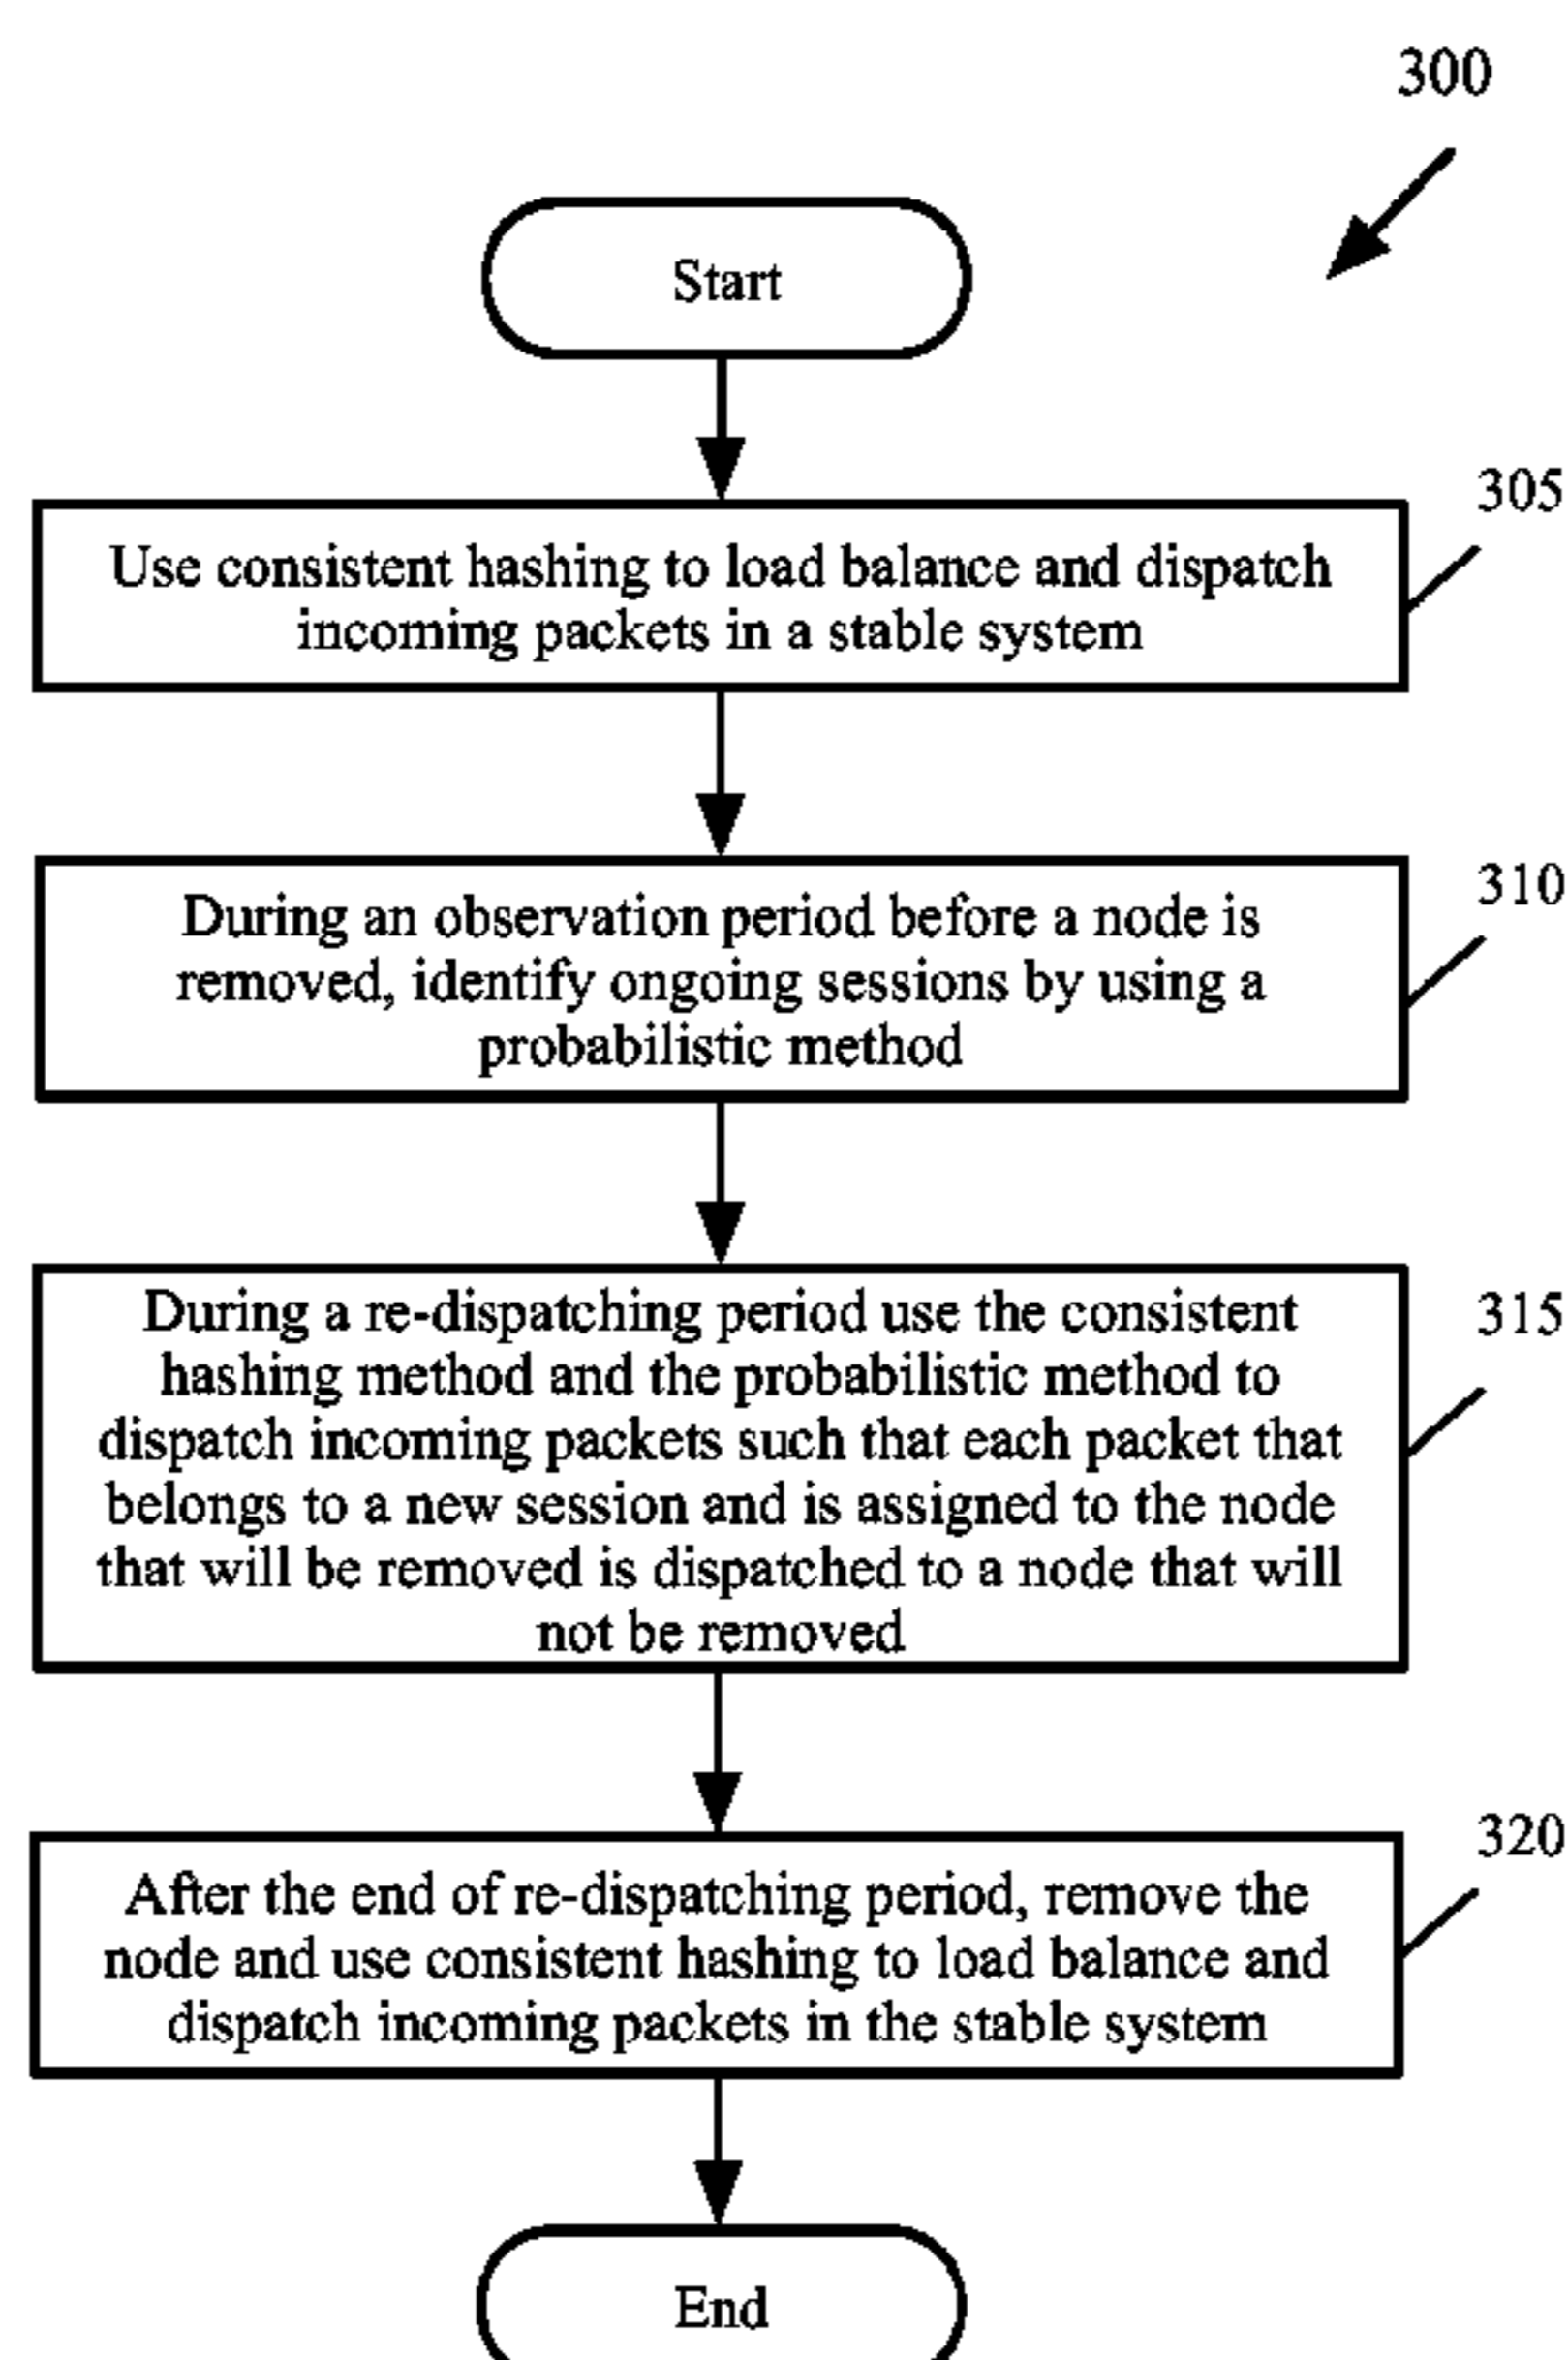 300
Start
305
Use consistent hashing to load balance and dispatch
incoming packets in a stable system
310
During an observation period before a node is
removed, identify ongoing sessions by using a
probabilistic method
315
During a re-dispatching period use the consistent
hashing method and the probabilistic method to
dispatch incoming packets such that each packet that
belongs to a new session and is assigned to the node
that will be removed is dispatched to a node that will
not be removed
320
After the end of re-dispatching period, remove the
node and use consistent hashing to load balance and
dispatch incoming packets in the stable system
End